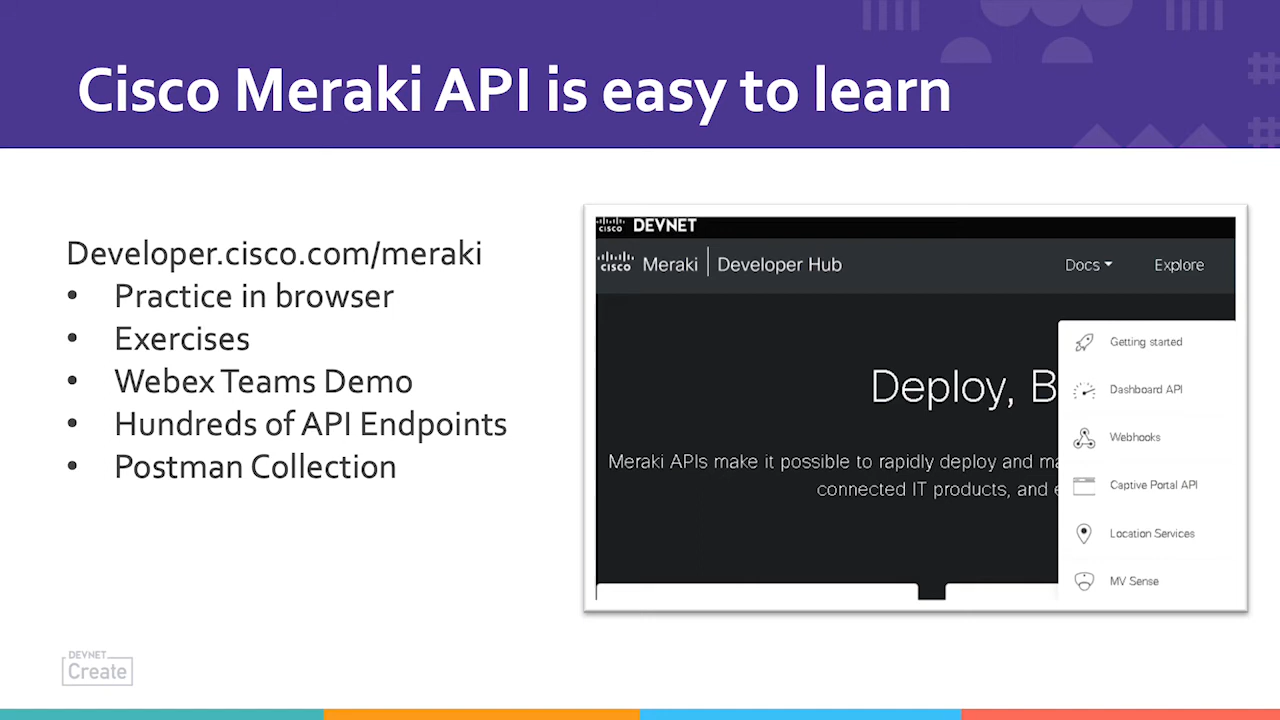 Cisco Meraki API is easy to learn
Developer.cisco.com/meraki
• Practice in browser
• Exercises
• Webex Teams Demo
• Hundreds of API Endpoints
• Postman Collection
CISCO DEVNET
CISCO Meraki | Developer Hub
Docs Explore
Deploy, B
Meraki APIs make it possible to rapidly deploy and ma
connected IT products, and e
Getting started
Dashboard API
Webhooks
Captive Portal API
Location Services
MV Sense
DEVNET
Create